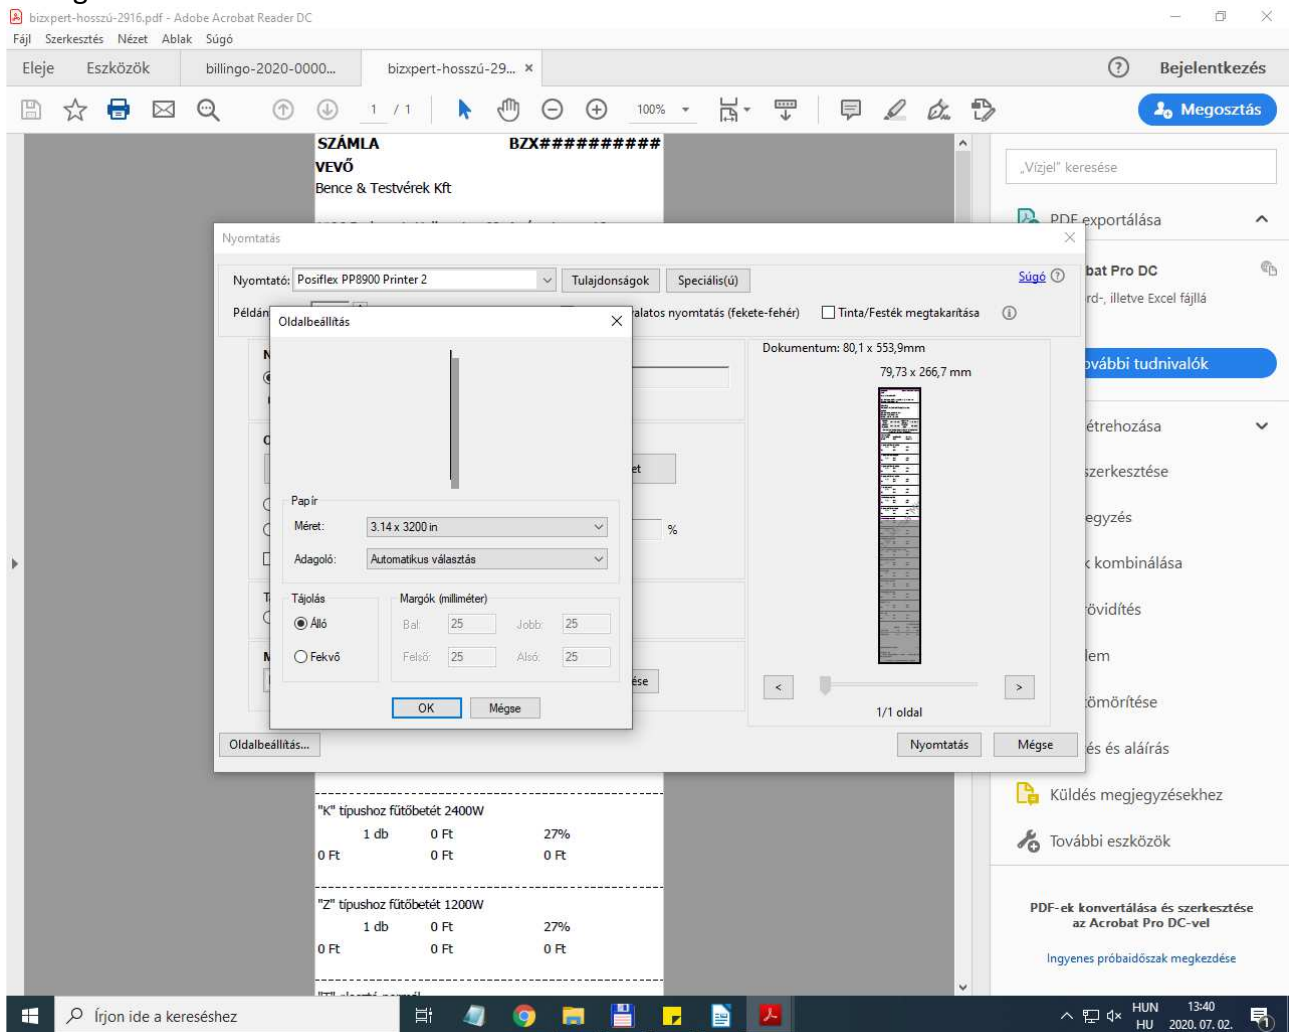 bizxpert-hosszú-2916.pdf - Adobe Acrobat Reader DC
Fájl Szerkesztés Nézet Ablak Súgó
Eleje Eszközök billingo-2020-0000... bizxpert-hosszú-29... × Bejelentkezés
1 / 1 100% Megosztás
SZÁMLA BZX##########
VEVŐ
Bence & Testvérek Kft
„Vízjel” keresése
PDF exportálása
Nyomtatás
bat Pro DC
Nyomtató: Posiflex PP8900 Printer 2 Tulajdonságok Speciális(ú) Súgó
rd-, illetve Excel fájllá
Példán
alatos nyomtatás (fekete-fehér) Tinta/Festék megtakarítása
Oldalbeállítás
Dokumentum: 80,1 x 553,9mm
79,73 x 266,7 mm
ovábbi tudnivalók
étrehozása
szerkesztése
egyzés
kombinálása
övidítés
lem
ömörítése
és és aláírás
et
%
Papír
Méret: 3.14 x 3200 in
Adagoló: Automatikus választás
Tájolás Margók (milliméter)
Álló Bal: 25 Jobb: 25
Fekvő Felső: 25 Alsó: 25
ése
OK Mégse
< >
1/1 oldal
Oldalbeállítás... Nyomtatás Mégse
Küldés megjegyzésekhez
További eszközök
"K" típushoz fűtőbetét 2400W
1 db 0 Ft 27%
0 Ft 0 Ft 0 Ft
"Z" típushoz fűtőbetét 1200W
1 db 0 Ft 27%
0 Ft 0 Ft 0 Ft
PDF-ek konvertálása és szerkesztése
az Acrobat Pro DC-vel
Ingyenes próbaidőszak megkezdése
Írjon ide a kereséshez
HUN 13:40
HU 2020. 07. 02.
1